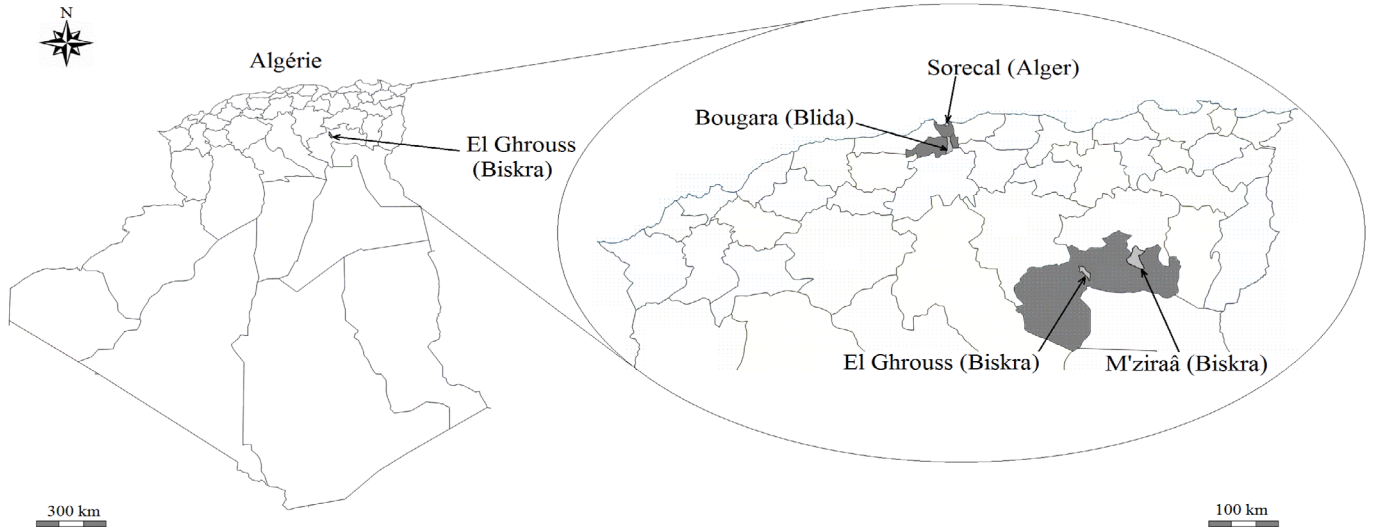 N
Algérie
El Ghrouss
(Biskra)
Sorecal (Alger)
Bougara (Blida)
El Ghrouss (Biskra)
M'ziraâ (Biskra)
300 km
100 km